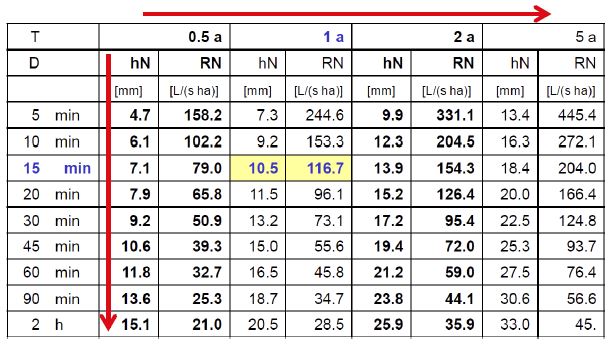 T 0.5 a 1 a 2 a 5 a
D hN RN hN RN hN RN hN RN
[mm] [L/(s ha)] [mm] [L/(s ha)] [mm] [L/(s ha)] [mm] [L/(s ha)]
5 min 4.7 158.2 7.3 244.6 9.9 331.1 13.4 445.4
10 min 6.1 102.2 9.2 153.3 12.3 204.5 16.3 272.1
15 min 7.1 79.0 10.5 116.7 13.9 154.3 18.4 204.0
20 min 7.9 65.8 11.5 96.1 15.2 126.4 20.0 166.4
30 min 9.2 50.9 13.2 73.1 17.2 95.4 22.5 124.8
45 min 10.6 39.3 15.0 55.6 19.4 72.0 25.3 93.7
60 min 11.8 32.7 16.5 45.8 21.2 59.0 27.5 76.4
90 min 13.6 25.3 18.7 34.7 23.8 44.1 30.6 56.6
2 h 15.1 21.0 20.5 28.5 25.9 35.9 33.0 45.